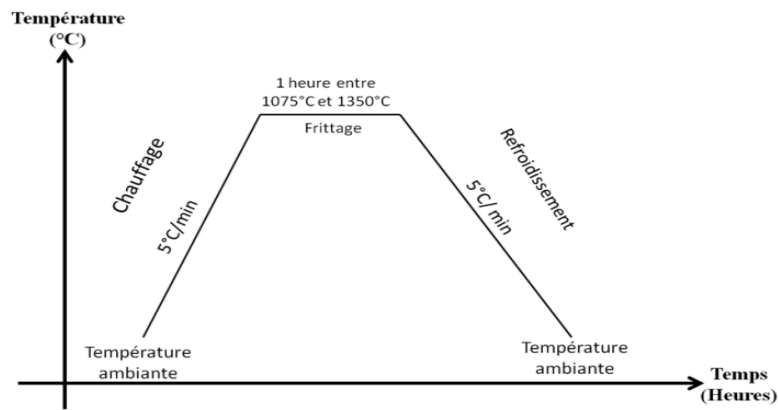 Température
(°C)
1 heure entre
1075°C et 1350°C
Frittage
Chauffage
5°C/min
Refroidissement
5°C/ min
Température
ambiante
Température
ambiante
Temps
(Heures)